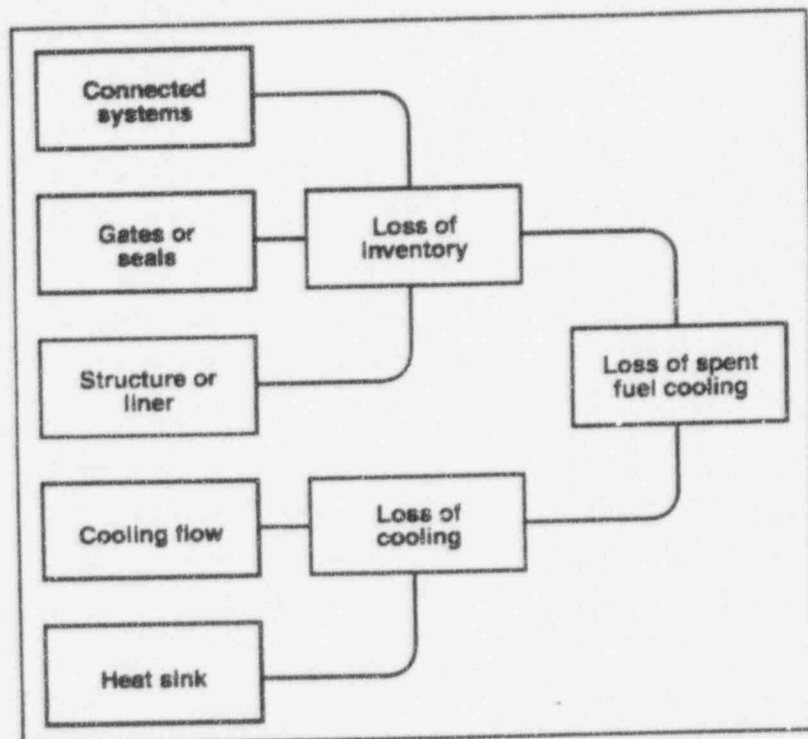 Connected
systems
Gates or
seals
Loss of
inventory
Structure or
liner
Loss of spent
fuel cooling
Cooling flow
Loss of
cooling
Heat sink